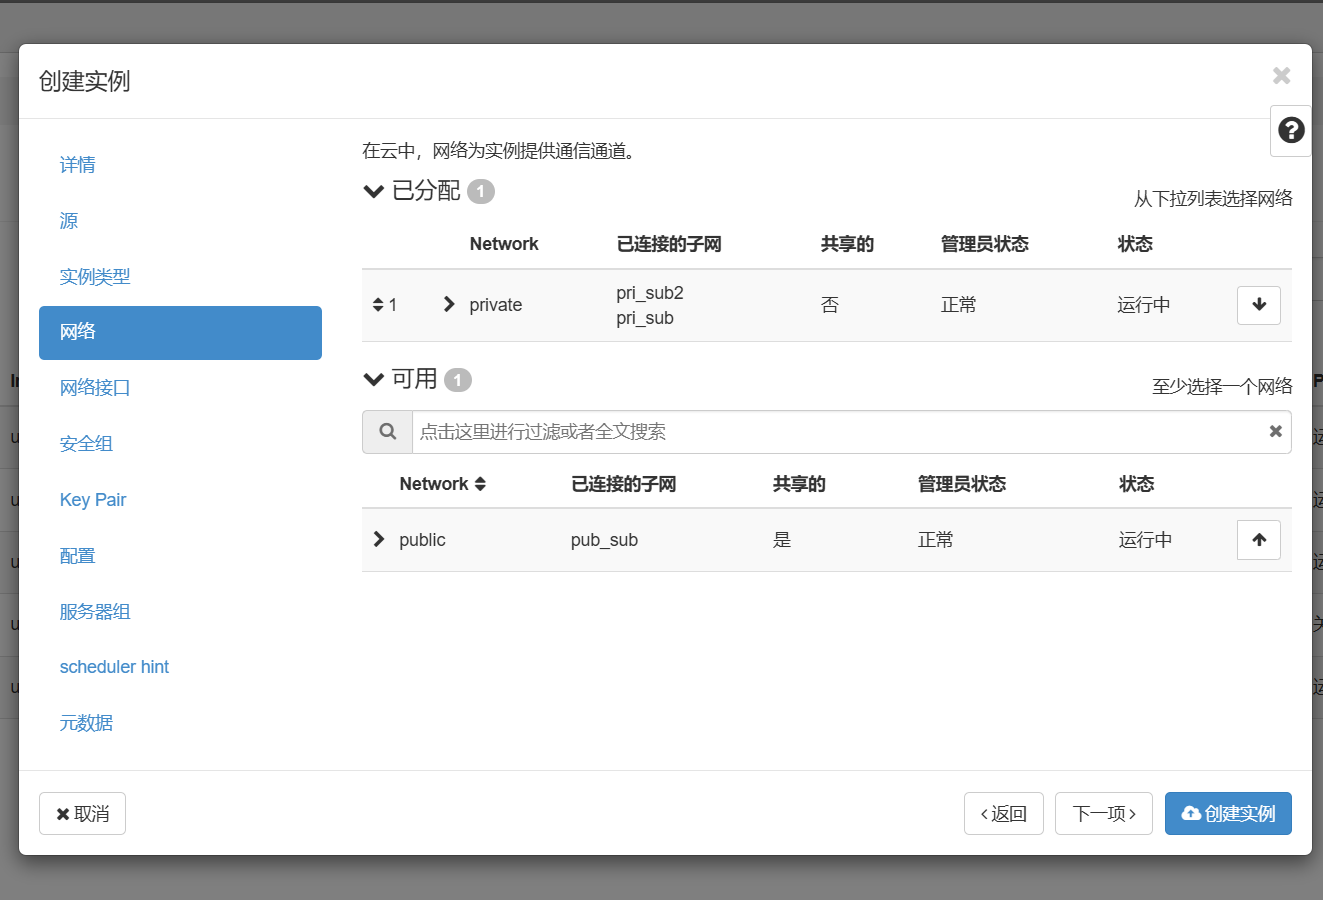 创建实例
详情
源
实例类型
网络
网络接口
安全组
Key Pair
配置
服务器组
scheduler hint
元数据
在云中，网络为实例提供通信通道。
已分配 1
从下拉列表选择网络
Network 已连接的子网 共享的 管理员状态 状态
1 private pri_sub2 否 正常 运行中
pri_sub
可用 1
至少选择一个网络
点击这里进行过滤或者全文搜索
Network 已连接的子网 共享的 管理员状态 状态
public pub_sub 是 正常 运行中
取消
返回
下一项
创建实例